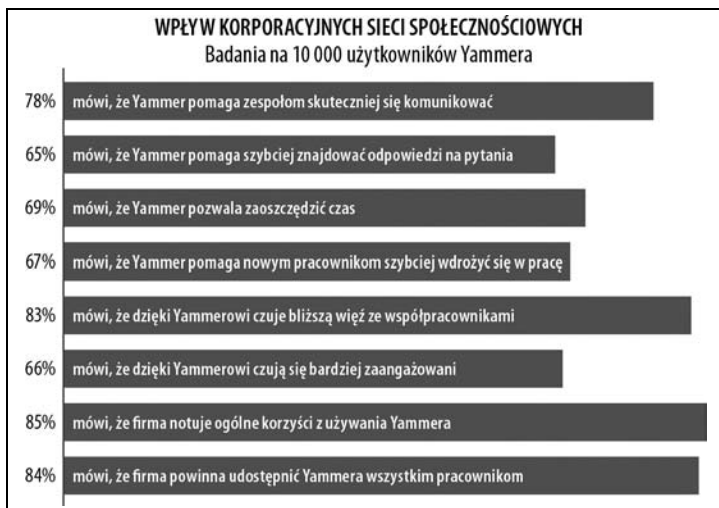 WPŁYW KORPORACYJNYCH SIECI SPOŁECZNOŚCIOWYCH
Badania na 10 000 użytkowników Yammera
78% mówi, że Yammer pomaga zespołom skuteczniej się komunikować
65% mówi, że Yammer pomaga szybciej znajdować odpowiedzi na pytania
69% mówi, że Yammer pozwala zaoszczędzić czas
67% mówi, że Yammer pomaga nowym pracownikom szybciej wdrożyć się w pracę
83% mówi, że dzięki Yammerowi czuje bliższą więź ze współpracownikami
66% mówi, że dzięki Yammerowi czują się bardziej zaangażowani
85% mówi, że firma notuje ogólne korzyści z używania Yammera
84% mówi, że firma powinna udostępnić Yammera wszystkim pracownikom